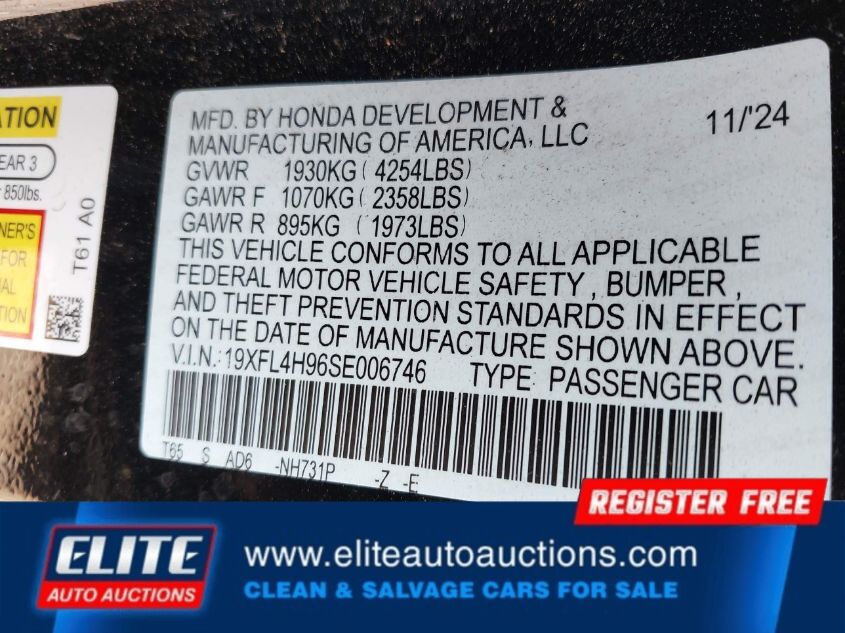 ATION
EAR 3
850lbs.
NER'S
FOR
AL
TION
T61 A0
MFD. BY HONDA DEVELOPMENT &
MANUFACTURING OF AMERICA, LLC
11/'24
GVWR 1930KG ( 4254LBS)
GAWR F 1070KG ( 2358LBS)
GAWR R 895KG ( 1973LBS)
THIS VEHICLE CONFORMS TO ALL APPLICABLE
FEDERAL MOTOR VEHICLE SAFETY , BUMPER ,
AND THEFT PREVENTION STANDARDS IN EFFECT
ON THE DATE OF MANUFACTURE SHOWN ABOVE.
V.I.N.: 19XFL4H96SE006746 TYPE: PASSENGER CAR
T65 S AD6 -NH731P -Z -E
REGISTER FREE
ELITE
AUTO AUCTIONS
www.eliteautoauctions.com
CLEAN & SALVAGE CARS FOR SALE